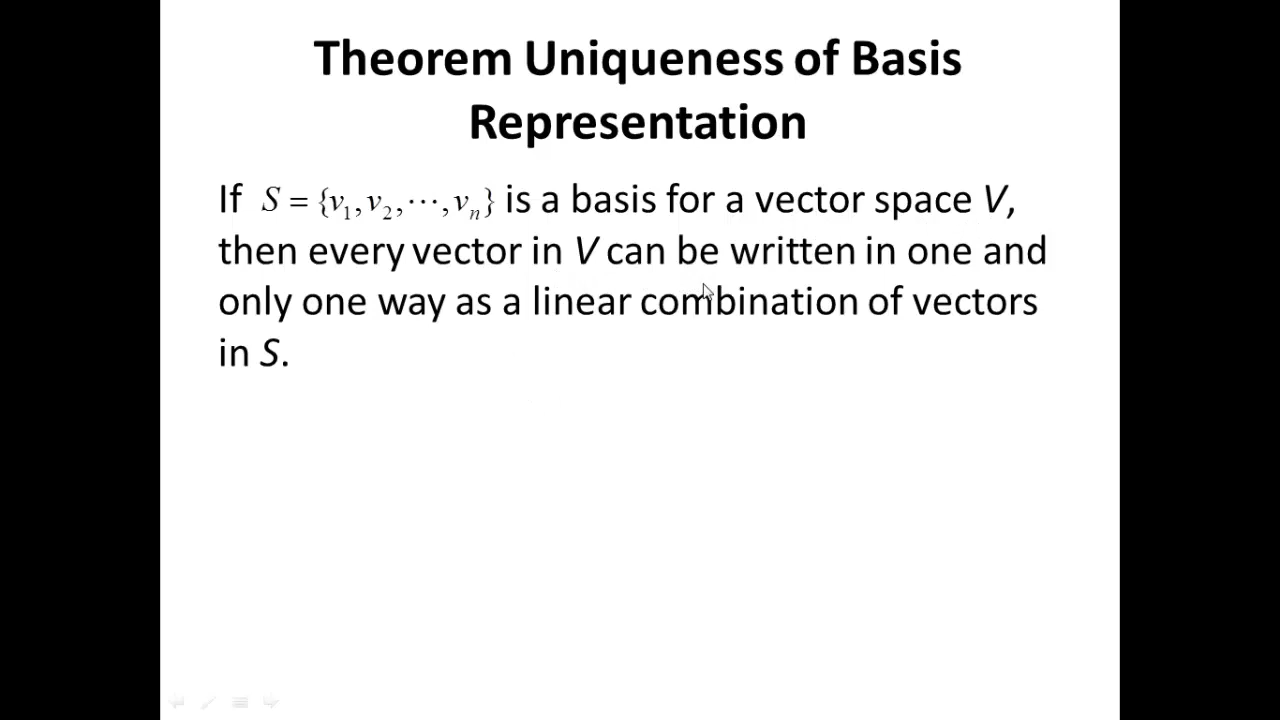 Theorem Uniqueness of Basis
Representation
If S = {v₁, v₂, ⋯, vₙ} is a basis for a vector space V,
then every vector in V can be written in one and
only one way as a linear combination of vectors
in S.